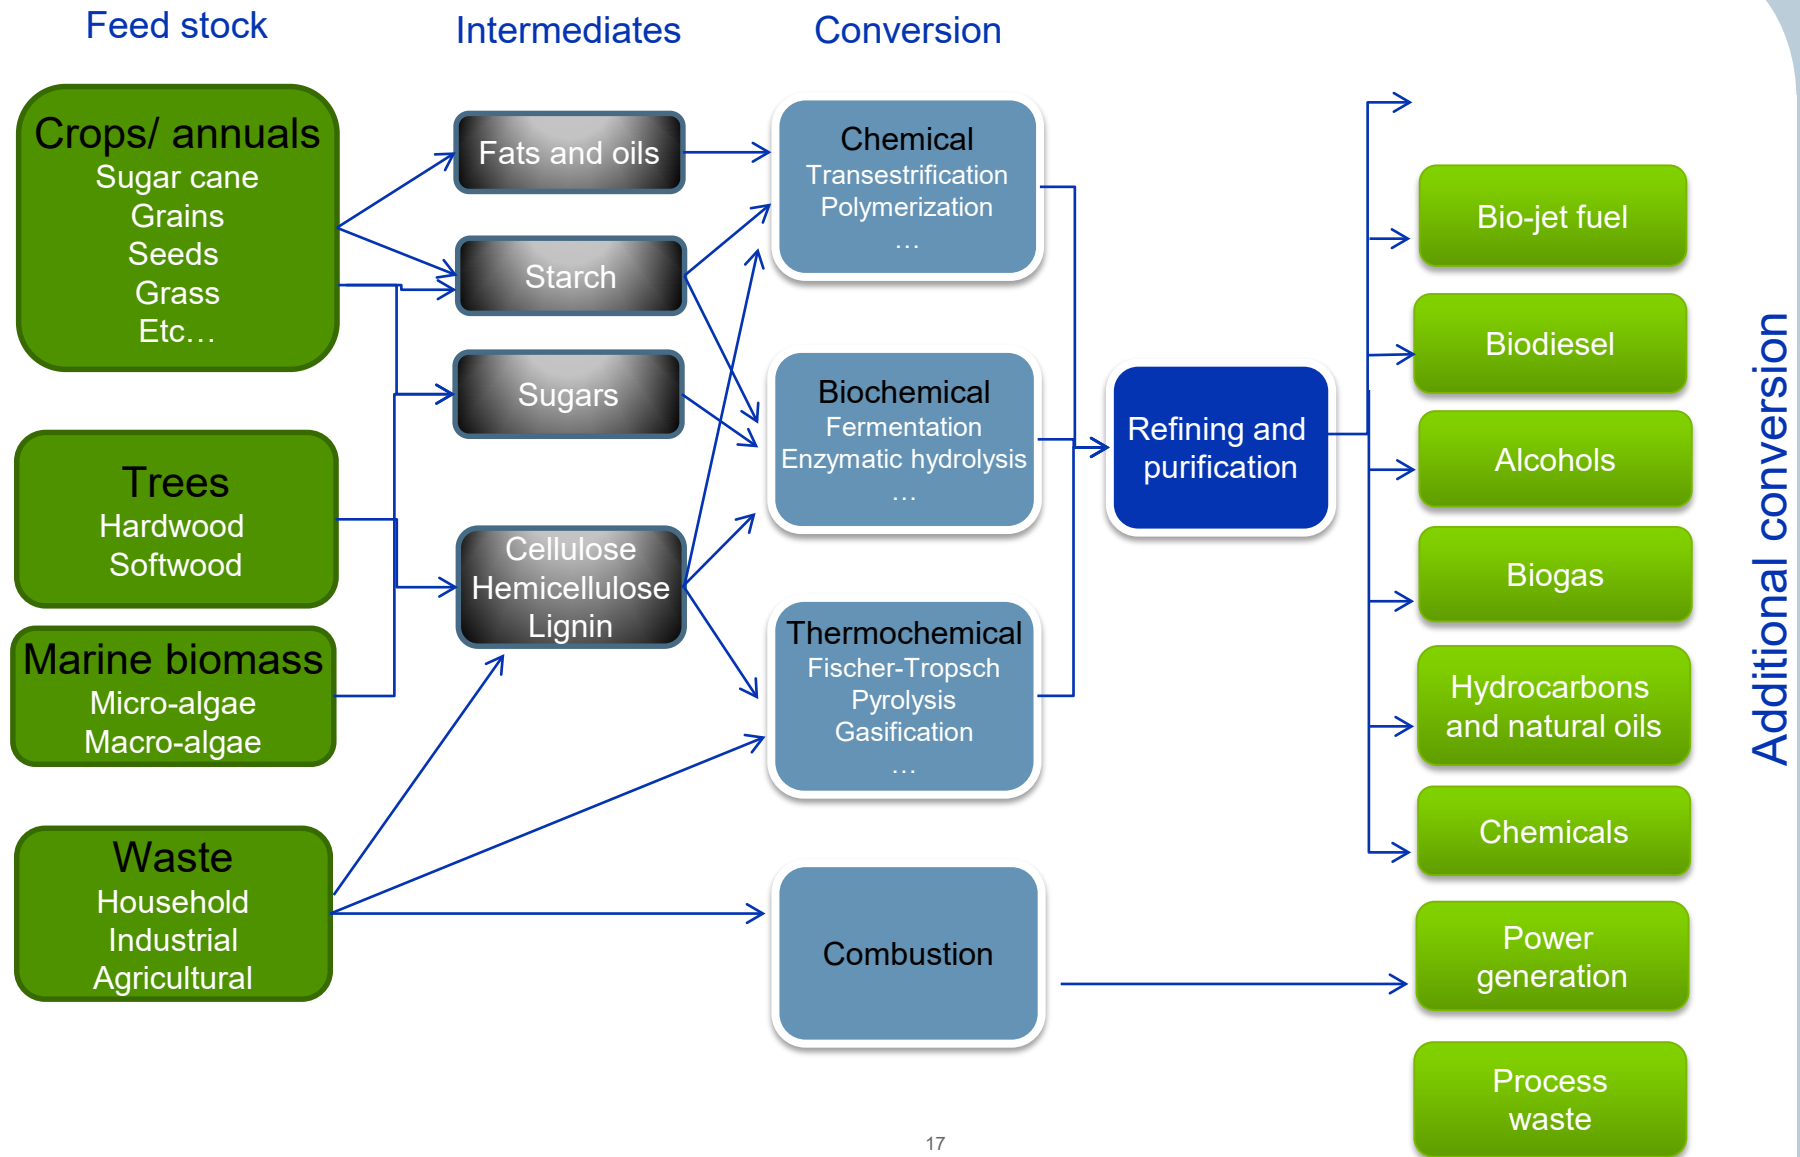 Feed stock
Intermediates
Conversion
Crops/ annuals
Sugar cane
Grains
Seeds
Grass
Etc…
Trees
Hardwood
Softwood
Marine biomass
Micro-algae
Macro-algae
Waste
Household
Industrial
Agricultural
Fats and oils
Starch
Sugars
Cellulose
Hemicellulose
Lignin
Chemical
Transestrification
Polymerization
…
Biochemical
Fermentation
Enzymatic hydrolysis
…
Thermochemical
Fischer-Tropsch
Pyrolysis
Gasification
…
Combustion
Refining and
purification
Bio-jet fuel
Biodiesel
Alcohols
Biogas
Hydrocarbons
and natural oils
Chemicals
Power
generation
Process
waste
Additional conversion
17